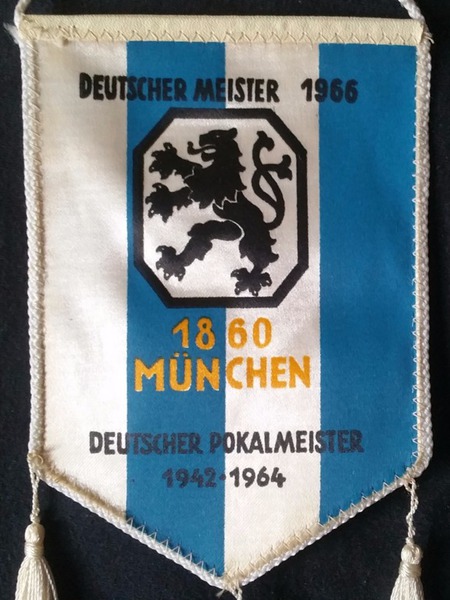 DEUTSCHER MEISTER 1966
1860
MÜNCHEN
DEUTSCHER POKALMEISTER
1942-1964